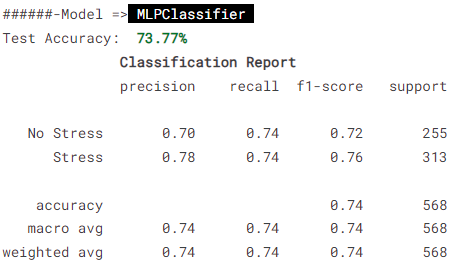 ######-Model => MLPClassifier
Test Accuracy: 73.77%
Classification Report
precision recall f1-score support
No Stress 0.70 0.74 0.72 255
Stress 0.78 0.74 0.76 313
accuracy 0.74 568
macro avg 0.74 0.74 0.74 568
weighted avg 0.74 0.74 0.74 568